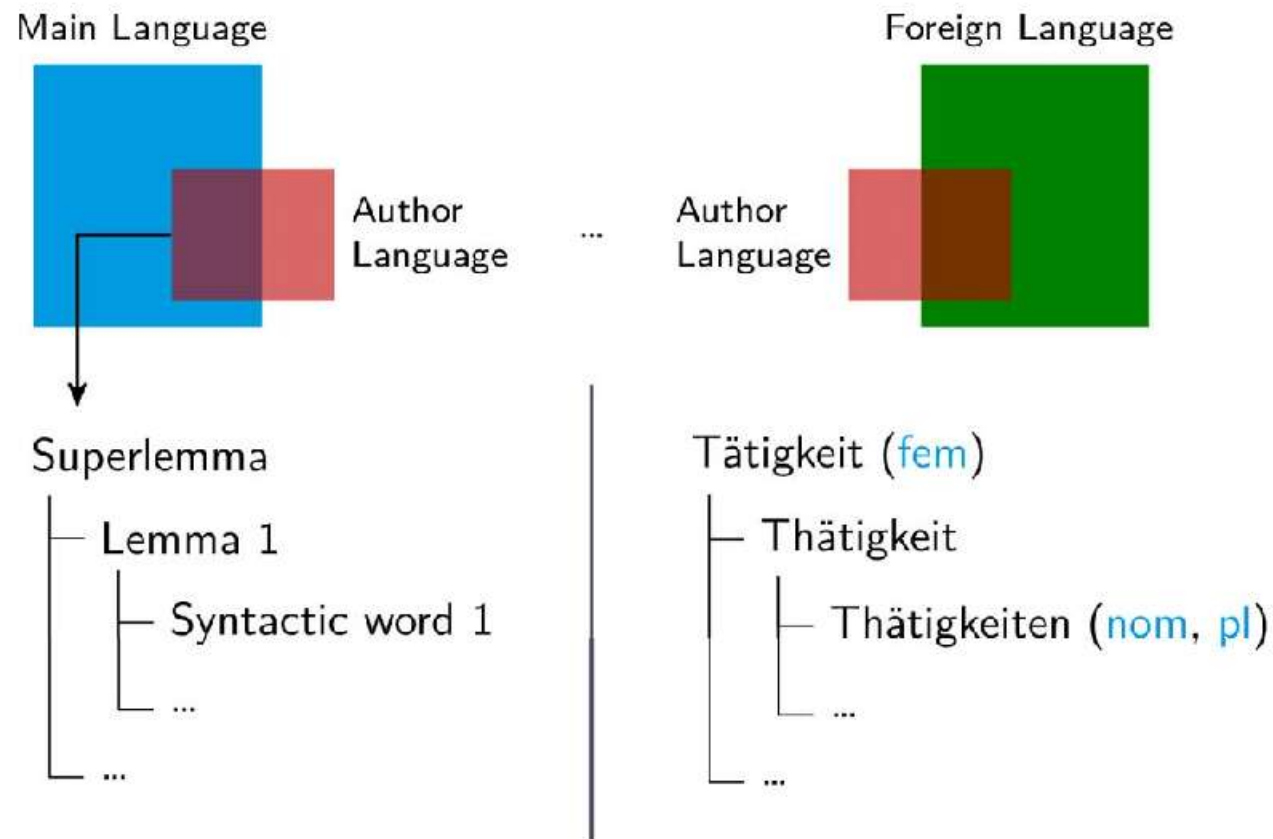 Main Language
Foreign Language
Author
Language
...
Author
Language
Superlemma
Lemma 1
Syntactic word 1
...
...
Tätigkeit (fem)
Thätigkeit
Thätigkeiten (nom, pl)
...
...